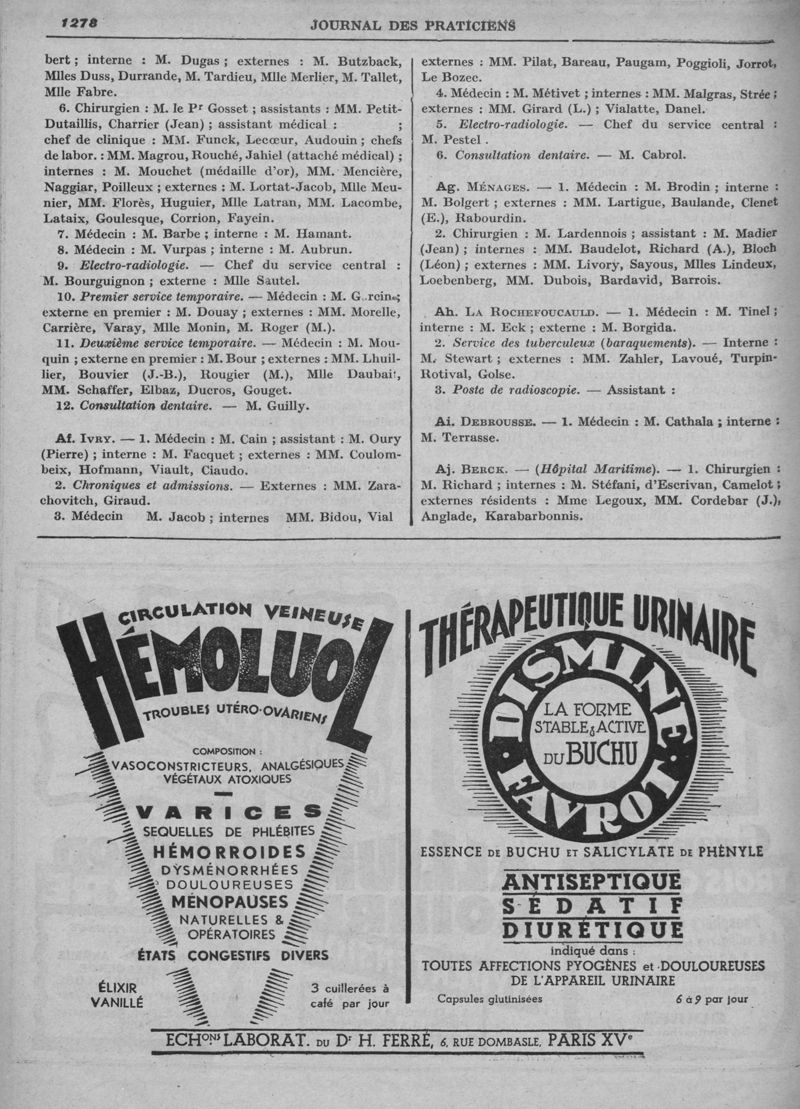 1278
JOURNAL DES PRATICIENS
bert ; interne : M. Dugas ; externes : M. Butzback,
Mlles Duss, Durrande, M. Tardieu, Mlle Merlier, M. Tallet,
Mlle Fabre.
6. Chirurgien : M. le Pr Gosset ; assistants : MM. Petit-
Dutaillis, Charrier (Jean) ; assistant médical : ;
chef de clinique : MM. Funck, Lecœur, Audouin ; chefs
de labor. : MM. Magrou, Rouché, Jahiel (attaché médical) ;
internes : M. Mouchet (médaille d'or), MM. Mencière,
Naggiar, Poilleux ; externes : M. Lortat-Jacob, Mlle Meu-
nier, MM. Florès, Huguier, Mlle Latran, MM. Lacombe,
Lataix, Goulesque, Corrion, Fayein.
7. Médecin : M. Barbe ; interne : M. Hamant.
8. Médecin : M. Vurpas ; interne : M. Aubrun.
9. Electro-radiologie. — Chef du service central :
M. Bourguignon ; externe : Mlle Sautel.
10. Premier service temporaire. — Médecin : M. G..rcin ;
externe en premier : M. Douay ; externes : MM. Morelle,
Carrière, Varay, Mlle Monin, M. Roger (M.).
11. Deuxième service temporaire. — Médecin : M. Mou-
quin ; externe en premier : M. Bour ; externes : MM. Lhuil-
lier, Bouvier (J.-B.), Rougier (M.), Mlle Daubait,
MM. Schaffer, Elbaz, Ducros, Gouget.
12. Consultation dentaire. — M. Guilly.
Af. IVRY. — 1. Médecin : M. Cain ; assistant : M. Oury
(Pierre) ; interne : M. Facquet ; externes : MM. Coulom-
beix, Hofmann, Viault, Ciaudo.
2. Chroniques et admissions. — Externes : MM. Zara-
chovitch, Giraud.
3. Médecin M. Jacob ; internes MM. Bidou, Vial
externes : MM. Pilat, Bareau, Paugam, Poggioli, Jorrot,
Le Bozec.
4. Médecin : M. Métivet ; internes : MM. Malgras, Strée ;
externes : MM. Girard (L.) ; Vialatte, Danel.
5. Electro-radiologie. — Chef du service central :
M. Pestel .
6. Consultation dentaire. — M. Cabrol.
Ag. MÉNAGES. — 1. Médecin : M. Brodin ; interne :
M. Bolgert ; externes : MM. Lartigue, Baulande, Clenet
(E.), Rabourdin.
2. Chirurgien : M. Lardennois ; assistant : M. Madier
(Jean) ; internes : MM. Baudelot, Richard (A.), Bloch
(Léon) ; externes : MM. Livory, Sayous, Mlles Lindeux,
Loebenberg, MM. Dubois, Bardavid, Barrois.
Ah. LA ROCHEFOUCAULD. — 1. Médecin : M. Tinel ;
interne : M. Eck ; externe : M. Borgida.
2. Service des tuberculeux (baraquements). — Interne :
M. Stewart ; externes : MM. Zahler, Lavoué, Turpin-
Rotival, Golse.
3. Poste de radioscopie. — Assistant :
Ai. DEBROUSSE. — 1. Médecin : M. Cathala ; interne :
M. Terrasse.
Aj. BERCK. — (Hôpital Maritime). — 1. Chirurgien :
M. Richard ; internes : M. Stéfani, d'Escrivan, Camelot ;
externes résidents : Mme Legoux, MM. Cordebar (J.),
Anglade, Karabarbonnis.
CIRCULATION VEINEUSE
HÉMOLUOL
TROUBLES UTÉRO-OVARIENS
COMPOSITION :
VASOCONSTRICTEURS, ANALGÉSIQUES
VÉGÉTAUX ATOXIQUES
VARICES
SEQUELLES DE PHLÉBITES
HÉMORROIDES
DYSMÉNORRHÉES
DOULOUREUSES
MÉNOPAUSES
NATURELLES &
OPÉRATOIRES
ÉTATS CONGESTIFS DIVERS
ÉLIXIR
VANILLÉ
3 cuillerées à
café par jour
THÉRAPEUTIQUE URINAIRE
DISMINE
LA FORME
STABLE & ACTIVE
DU BUCHU
FAVROT
ESSENCE DE BUCHU ET SALICYLATE DE PHÉNYLE
ANTISEPTIQUE
SÉDATIF
DIURÉTIQUE
indiqué dans :
TOUTES AFFECTIONS PYOGÈNES et DOULOUREUSES
DE L'APPAREIL URINAIRE
Capsules glutinisées
6 à 9 par jour
ECHons LABORAT. DU Dr H. FERRÉ, 6, RUE DOMBASLE, PARIS XVe